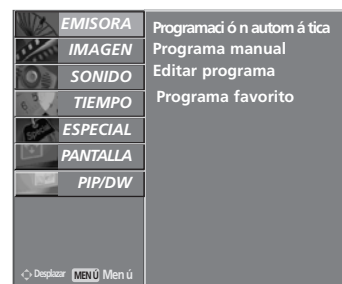 EMISORA
IMAGEN
SONIDO
TIEMPO
ESPECIAL
PANTALLA
PIP/DW
Programaci ó n autom á tica
Programa manual
Editar programa
Programa favorito
Desplazar MENÚ Men ú